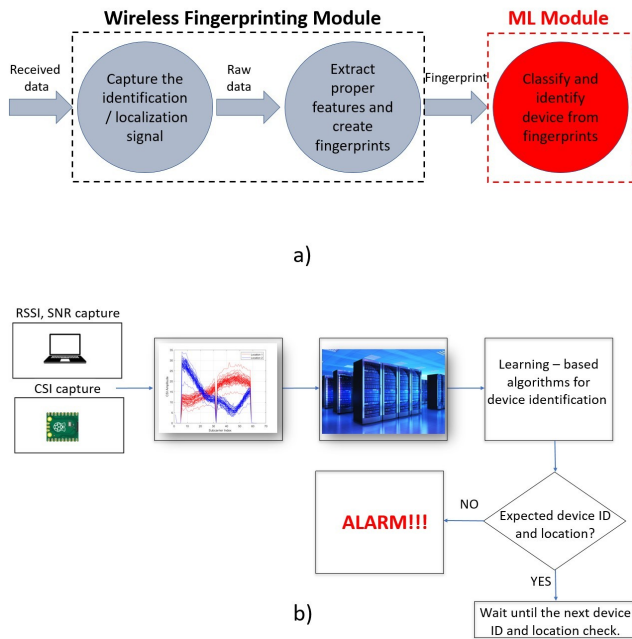 Wireless Fingerprinting Module
ML Module
Received
data
Capture the
identification
/ localization
signal
Raw
data
Extract
proper
features and
create
fingerprints
Fingerprint
Classify and
identify
device from
fingerprints
a)
RSSI, SNR capture
CSI capture
Learning – based
algorithms for
device identification
Expected device ID
and location?
NO
ALARM!!!
YES
Wait until the next device
ID and location check.
b)